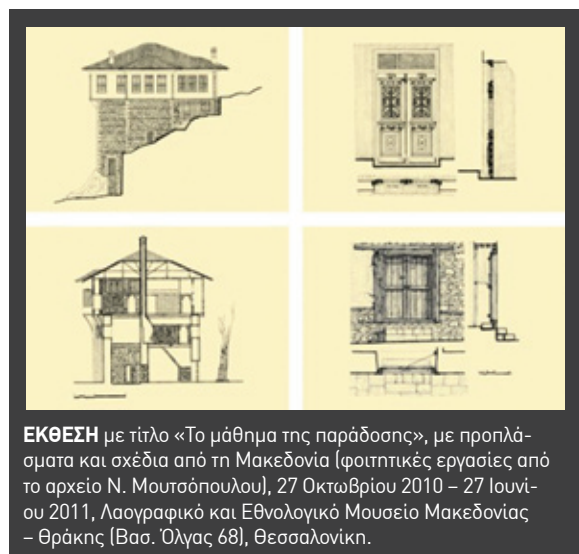 ΕΚΘΕΣΗ με τίτλο «Το μάθημα της παράδοσης», με προπλά-
σματα και σχέδια από τη Μακεδονία (φοιτητικές εργασίες από
το αρχείο Ν. Μουτσόπουλου), 27 Οκτωβρίου 2010 – 27 Ιουνί-
ου 2011, Λαογραφικό και Εθνολογικό Μουσείο Μακεδονίας
– Θράκης (Βασ. Όλγας 68), Θεσσαλονίκη.